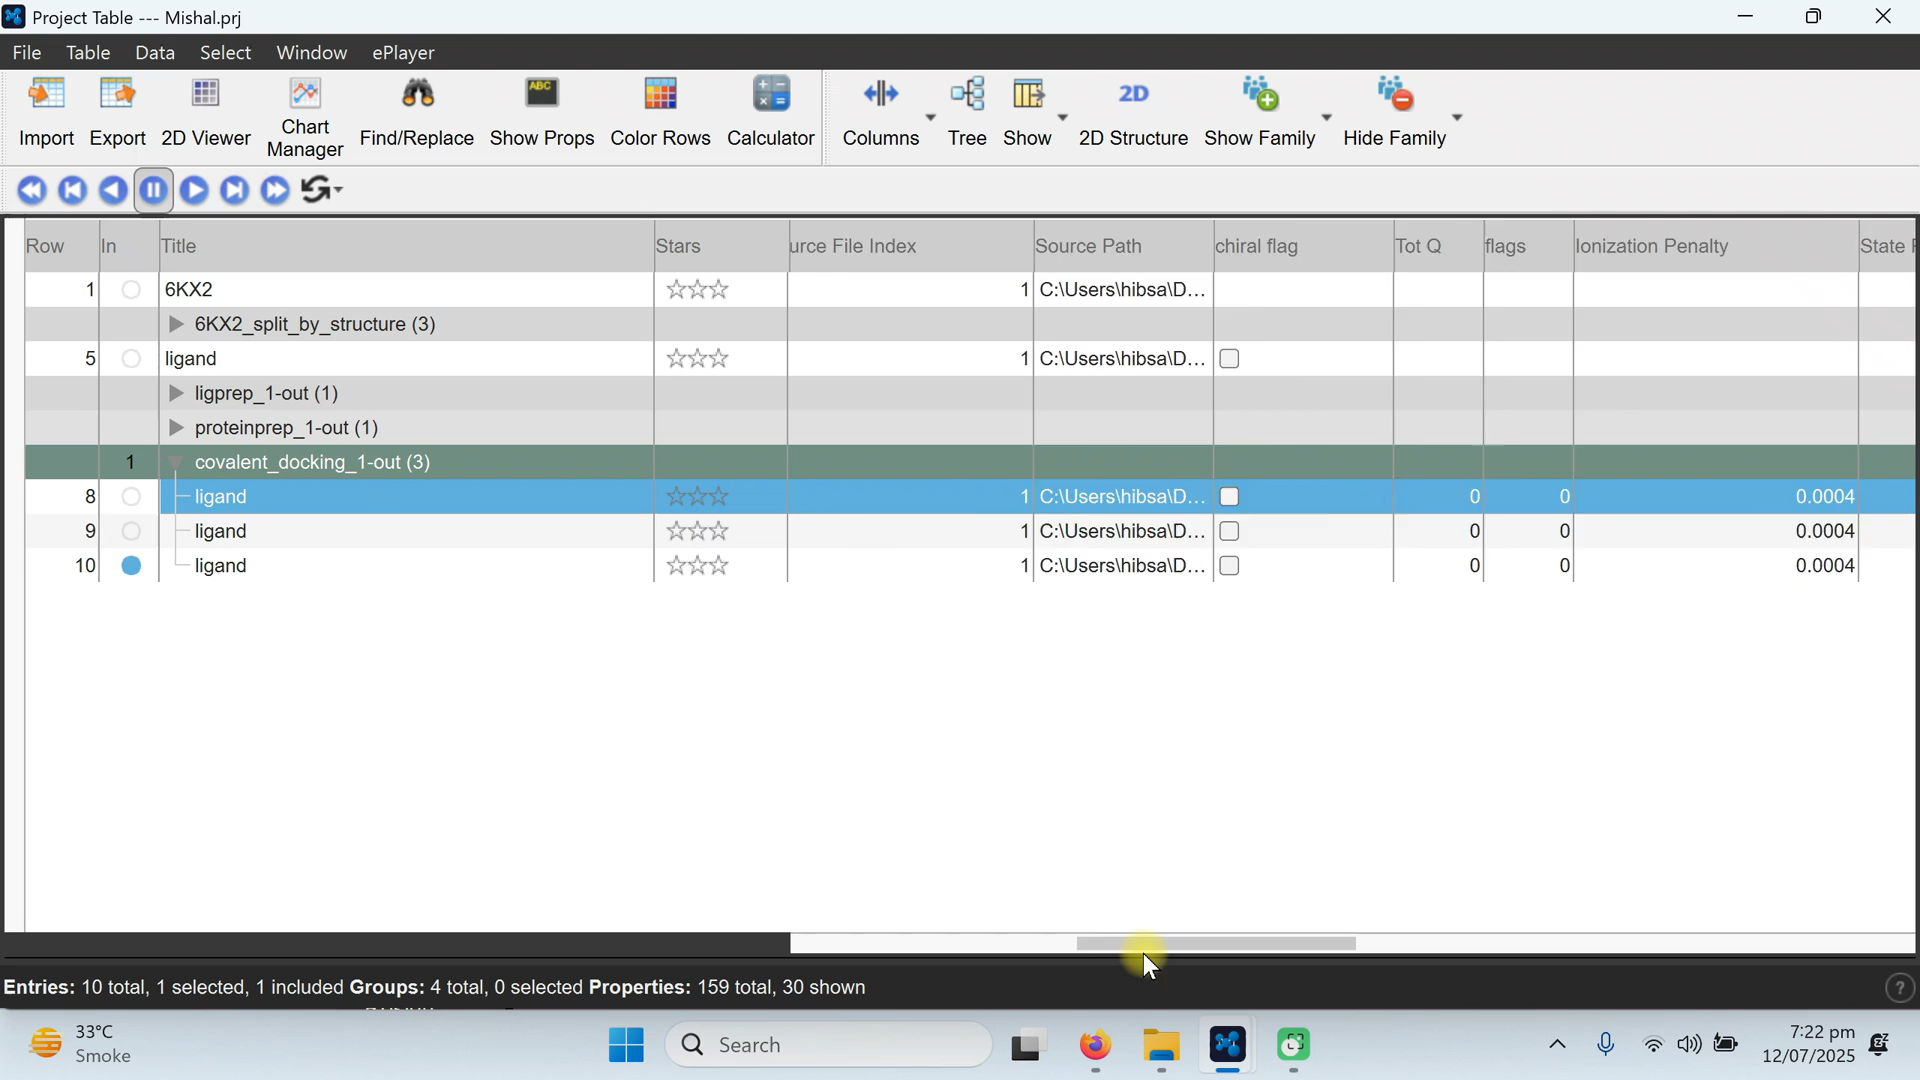 Project Table --- Mishal.prj
File Table Data Select Window ePlayer
Import Export 2D Viewer Chart Manager Find/Replace Show Props Color Rows Calculator Columns Tree Show 2D Structure Show Family Hide Family
ABC
2D
Row In Title Stars urce File Index Source Path chiral flag Tot Q flags Ionization Penalty State
1 6KX2 1 C:\Users\hibsa\D...
6KX2_split_by_structure (3)
5 ligand 1 C:\Users\hibsa\D...
ligprep_1-out (1)
proteinprep_1-out (1)
1 covalent_docking_1-out (3)
8 ligand 1 C:\Users\hibsa\D... 0 0 0.0004
9 ligand 1 C:\Users\hibsa\D... 0 0 0.0004
10 ligand 1 C:\Users\hibsa\D... 0 0 0.0004
Entries: 10 total, 1 selected, 1 included Groups: 4 total, 0 selected Properties: 159 total, 30 shown
33°C
Smoke
Search
7:22 pm
12/07/2025